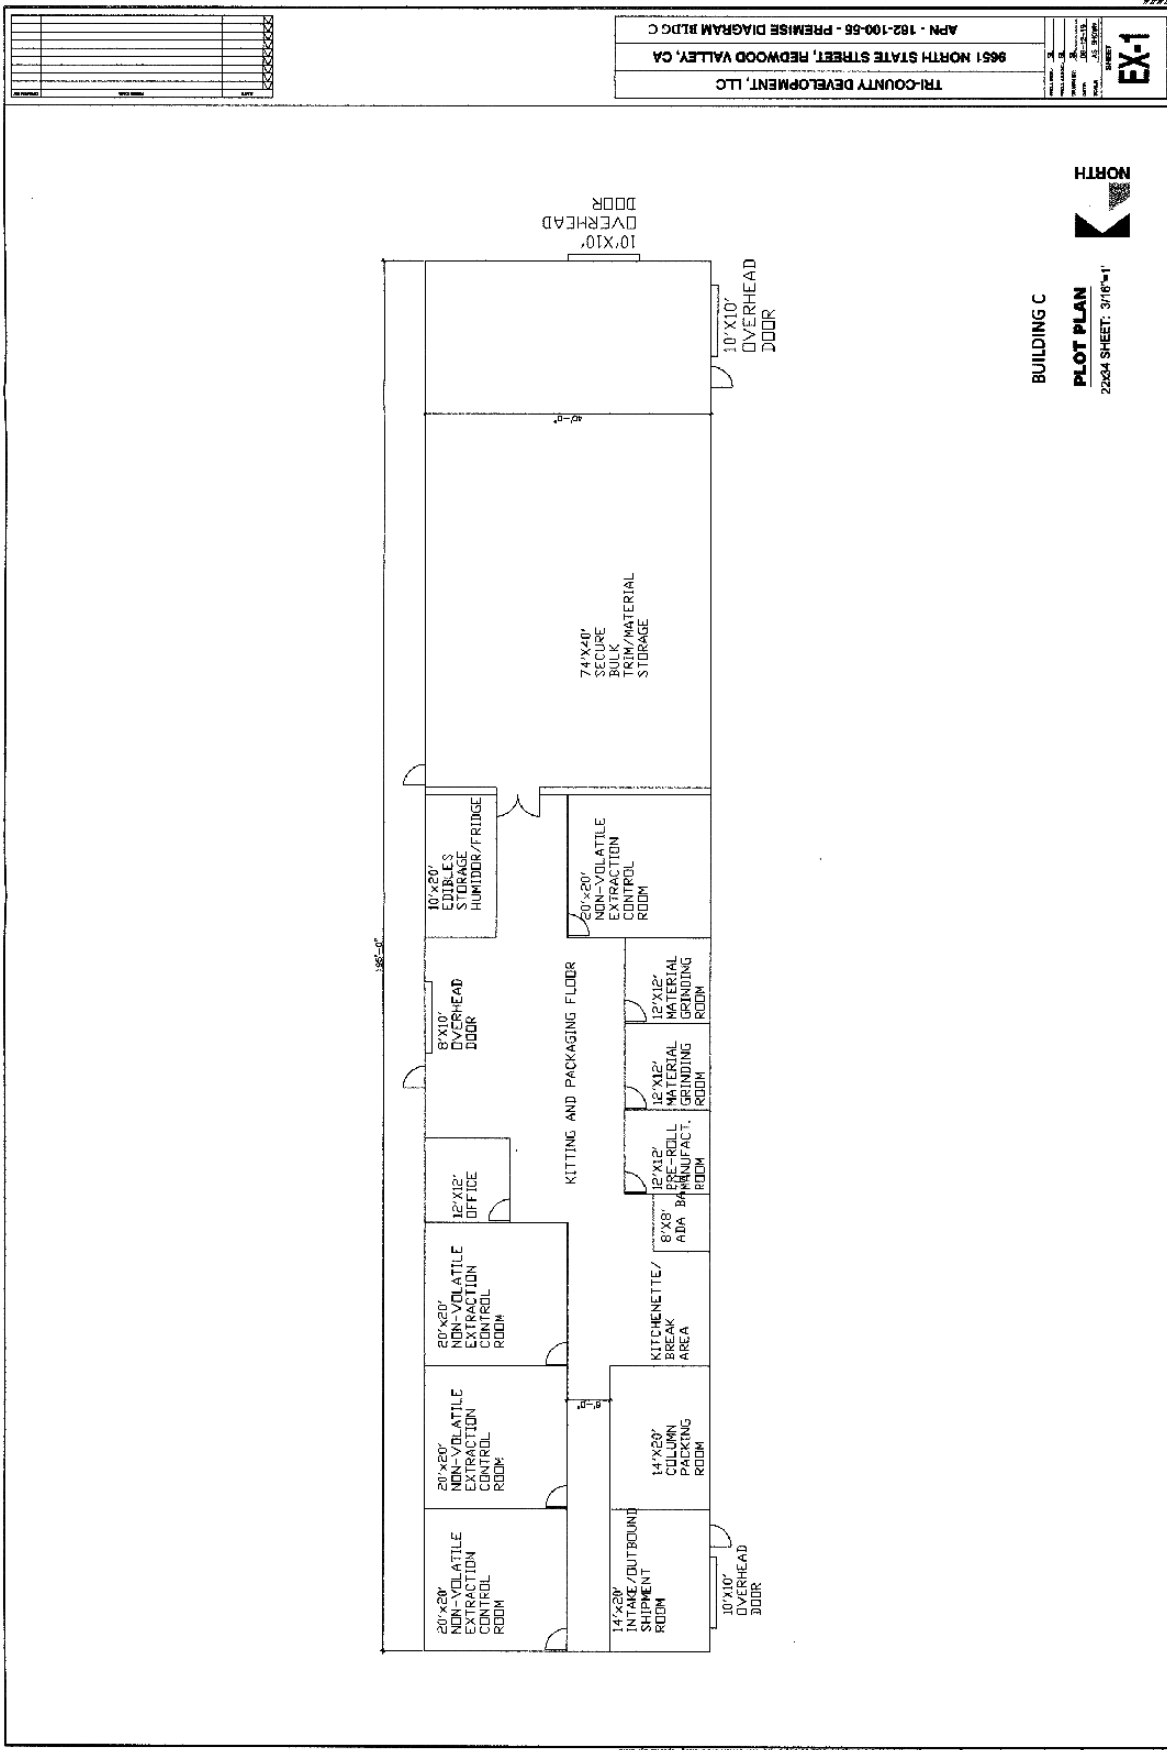 TRI-COUNTY DEVELOPMENT, LLC
9651 NORTH STATE STREET, REDWOOD VALLEY, CA
APN - 162-100-55 - PREMISE DIAGRAM BLDG C
SHEET
EX-1
AS SHOWN
NORTH
BUILDING C
PLOT PLAN
22x34 SHEET: 3/16"=1'
10'X10'
OVERHEAD
DOOR
10'X10'
OVERHEAD
DOOR
40'-0"
74'X40'
SECURE
BULK
TRIM/MATERIAL
STORAGE
10'x20'
EDIBLES
STORAGE
HUMIDOR/FRIDGE
20'x20'
NON-VOLATILE
EXTRACTION
CONTROL
ROOM
8'X10'
OVERHEAD
DOOR
KITTING AND PACKAGING FLOOR
12'X12'
MATERIAL
GRINDING
ROOM
12'X12'
MATERIAL
GRINDING
ROOM
12'X12'
PRE-ROLL
MANUFACT.
ROOM
12'X12'
OFFICE
8'X8'
ADA
KITCHENETTE/
BREAK
AREA
20'x20'
NON-VOLATILE
EXTRACTION
CONTROL
ROOM
20'x20'
NON-VOLATILE
EXTRACTION
CONTROL
ROOM
20'x20'
NON-VOLATILE
EXTRACTION
CONTROL
ROOM
14'X20'
COLUMN
PACKING
ROOM
14'x20'
INTAKE/OUTBOUND
SHIPMENT
ROOM
10'X10'
OVERHEAD
DOOR